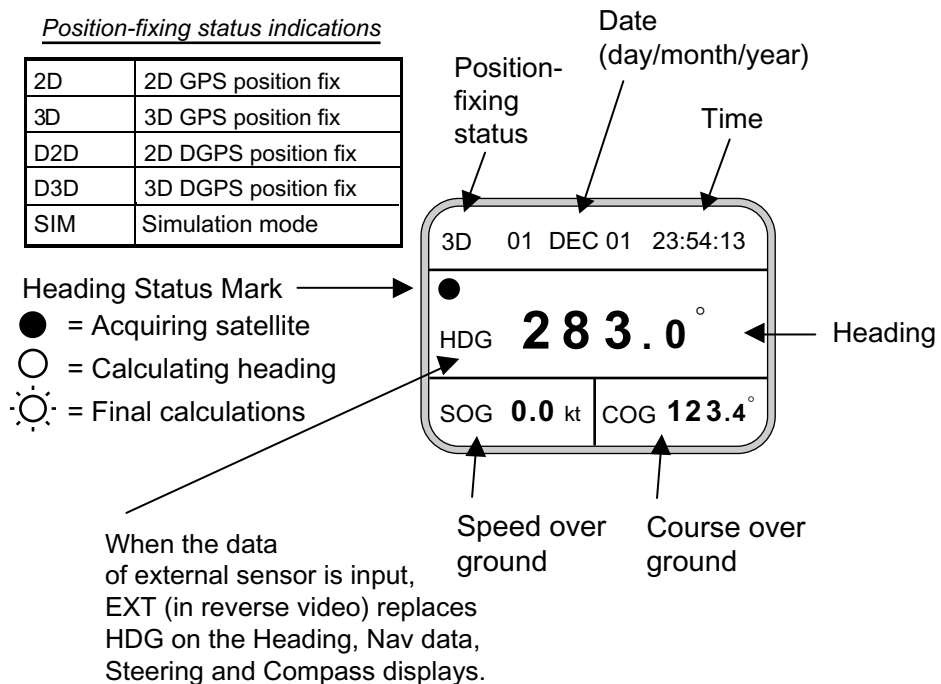 Position-fixing status indications
2D 2D GPS position fix
3D 3D GPS position fix
D2D 2D DGPS position fix
D3D 3D DGPS position fix
SIM Simulation mode
Position-
fixing
status
Date
(day/month/year)
Time
3D 01 DEC 01 23:54:13
Heading Status Mark
= Acquiring satellite
= Calculating heading
= Final calculations
HDG 283.0°
Heading
SOG 0.0 kt COG 123.4°
Speed over
ground
Course over
ground
When the data
of external sensor is input,
EXT (in reverse video) replaces
HDG on the Heading, Nav data,
Steering and Compass displays.